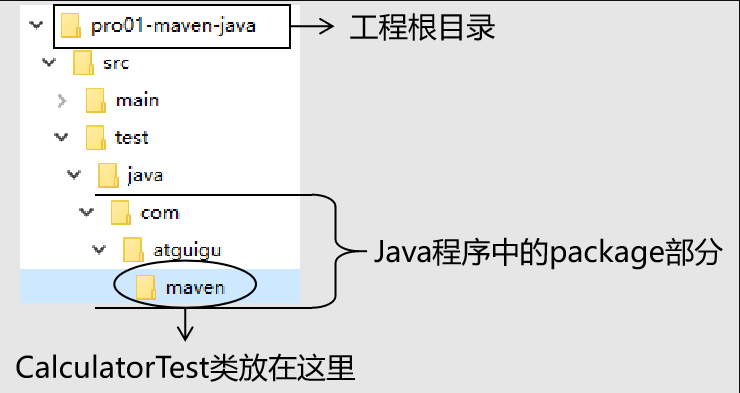 pro01-maven-java
工程根目录
src
main
test
java
com
atguigu
Java程序中的package部分
maven
CalculatorTest类放在这里